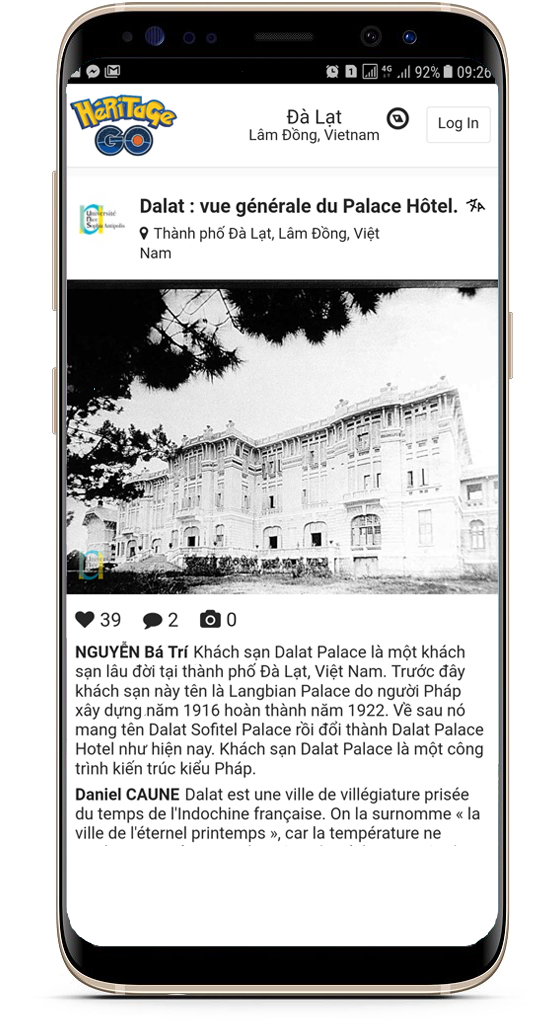 4G
92%
09:26
HéRiTaGe
GO
Đà Lạt
Lâm Đồng, Vietnam
Log In
Université
Nice
Sophia Antipolis
Dalat : vue générale du Palace Hôtel.
Thành phố Đà Lạt, Lâm Đồng, Việt
Nam
39
2
0
NGUYỄN Bá Trí Khách sạn Dalat Palace là một khách
sạn lâu đời tại thành phố Đà Lạt, Việt Nam. Trước đây
khách sạn này tên là Langbian Palace do người Pháp
xây dựng năm 1916 hoàn thành năm 1922. Về sau nó
mang tên Dalat Sofitel Palace rồi đổi thành Dalat Palace
Hotel như hiện nay. Khách sạn Dalat Palace là một công
trình kiến trúc kiểu Pháp.
Daniel CAUNE Dalat est une ville de villégiature prisée
du temps de l'Indochine française. On la surnomme « la
ville de l'éternel printemps », car la température ne